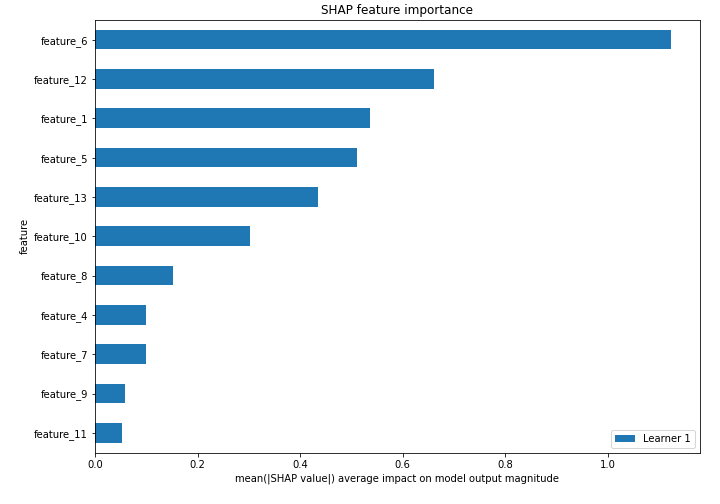 SHAP feature importance
feature_6
feature_12
feature_1
feature_5
feature_13
feature_10
feature_8
feature_4
feature_7
feature_9
feature_11
feature
Learner 1
0.0 0.2 0.4 0.6 0.8 1.0
mean(|SHAP value|) average impact on model output magnitude